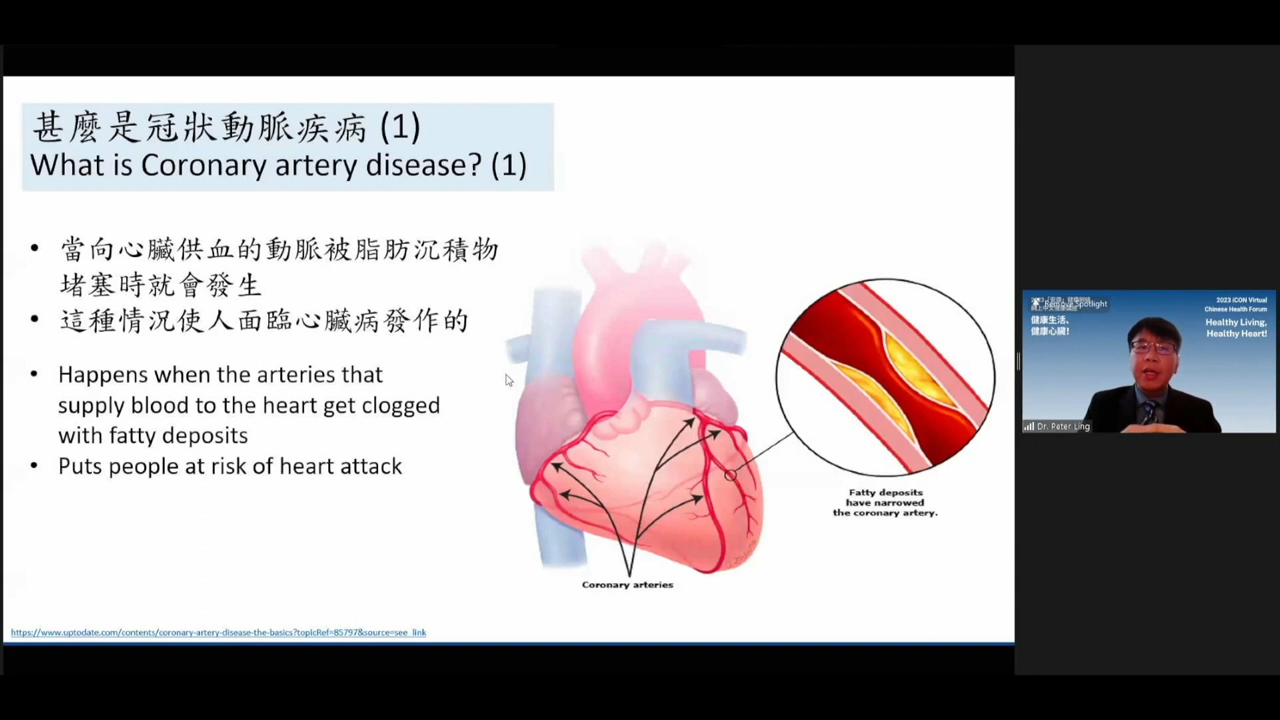 甚麼是冠狀動脈疾病 (1)
What is Coronary artery disease? (1)
• 當向心臟供血的動脈被脂肪沉積物
堵塞時就會發生
• 這種情況使人面臨心臟病發作的
• Happens when the arteries that
supply blood to the heart get clogged
with fatty deposits
• Puts people at risk of heart attack
Coronary arteries
Fatty deposits
have narrowed
the coronary artery.
https://www.uptodate.com/contents/coronary-artery-disease-the-basics?topicRef=85797&source=see_link
Remove Spotlight
健康生活、
健康心臟!
2023 iCON Virtual
Chinese Health Forum
Healthy Living,
Healthy Heart!
Dr. Peter Ling